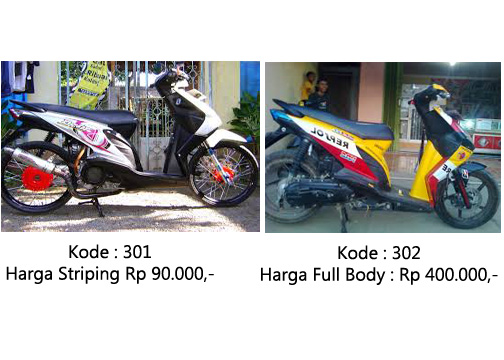 REPSOL
Kode : 301
Harga Striping Rp 90.000,-
Kode : 302
Harga Full Body : Rp 400.000,-